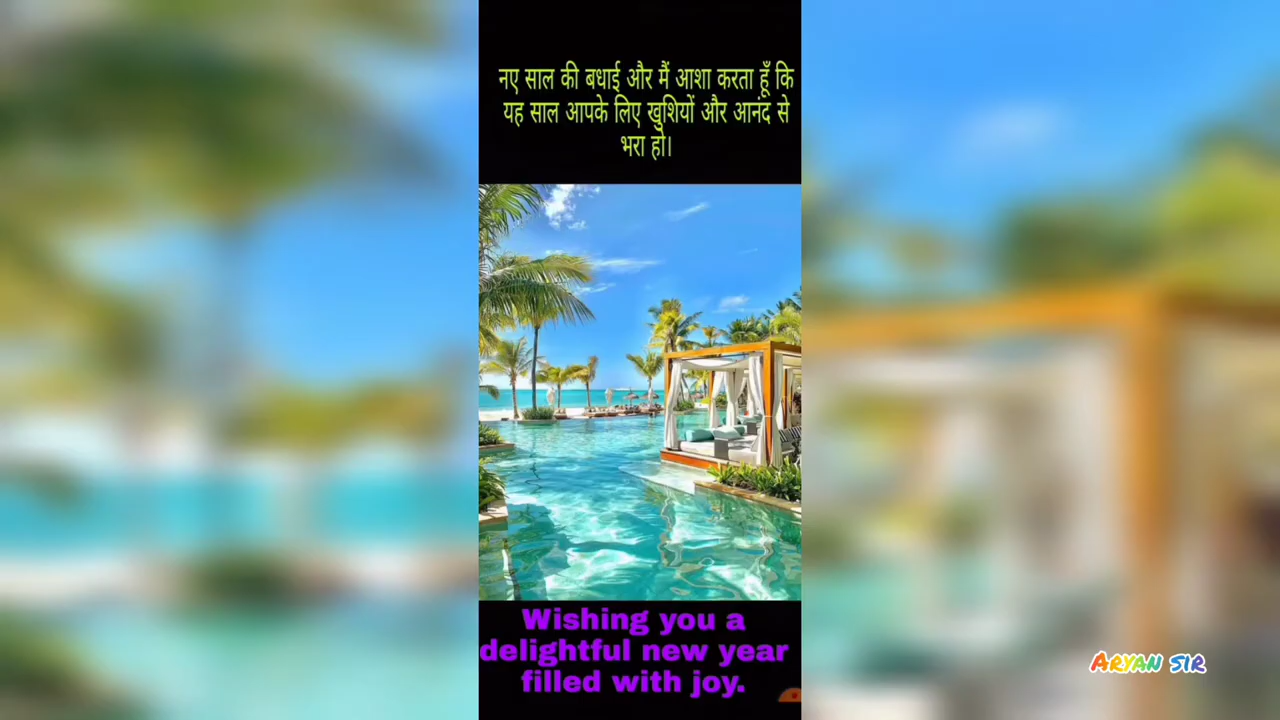 नए साल की बधाई और मैं आशा करता हूँ कि
यह साल आपके लिए खुशियों और आनंद से
भरा हो।
Wishing you a
delightful new year
filled with joy.
ARYAN SIR